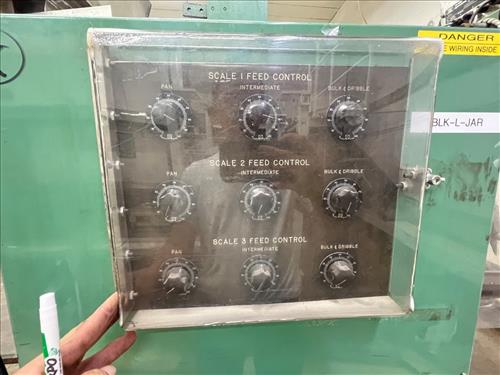 DANGER
E WIRING INSIDE
SCALE 1 FEED CONTROL
PAN
INTERMEDIATE
BULK & DRIBBLE
BLK-L-JAR
SCALE 2 FEED CONTROL
PAN
INTERMEDIATE
BULK & DRIBBLE
SCALE 3 FEED CONTROL
PAN
INTERMEDIATE
BULK & DRIBBLE